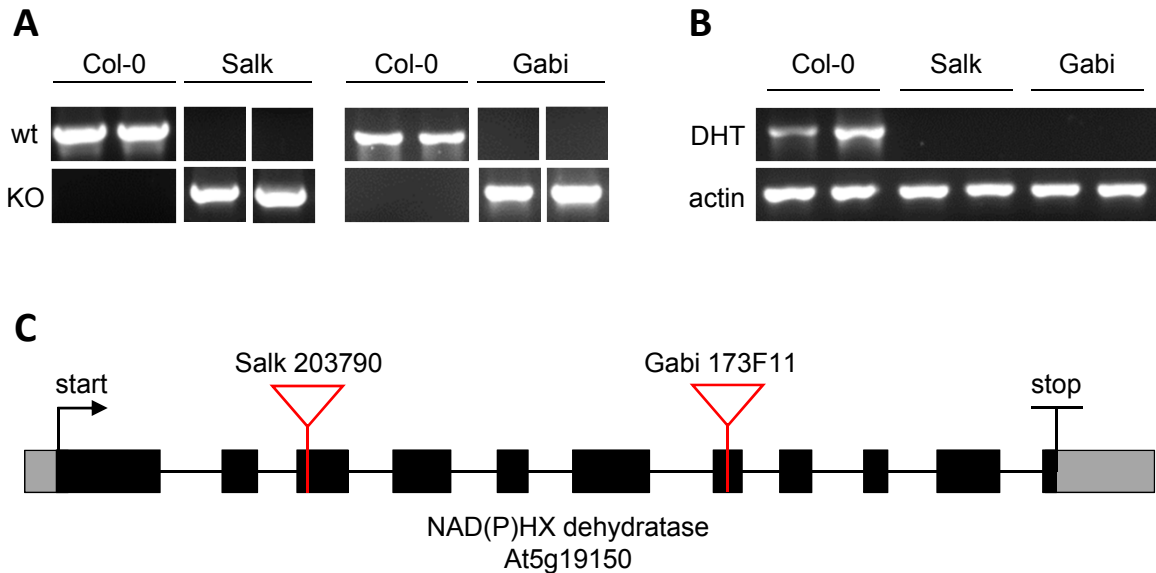 A
Col-0 Salk Col-0 Gabi
wt
KO
B
Col-0 Salk Gabi
DHT
actin
C
Salk 203790 Gabi 173F11
start stop
NAD(P)HX dehydratase
At5g19150